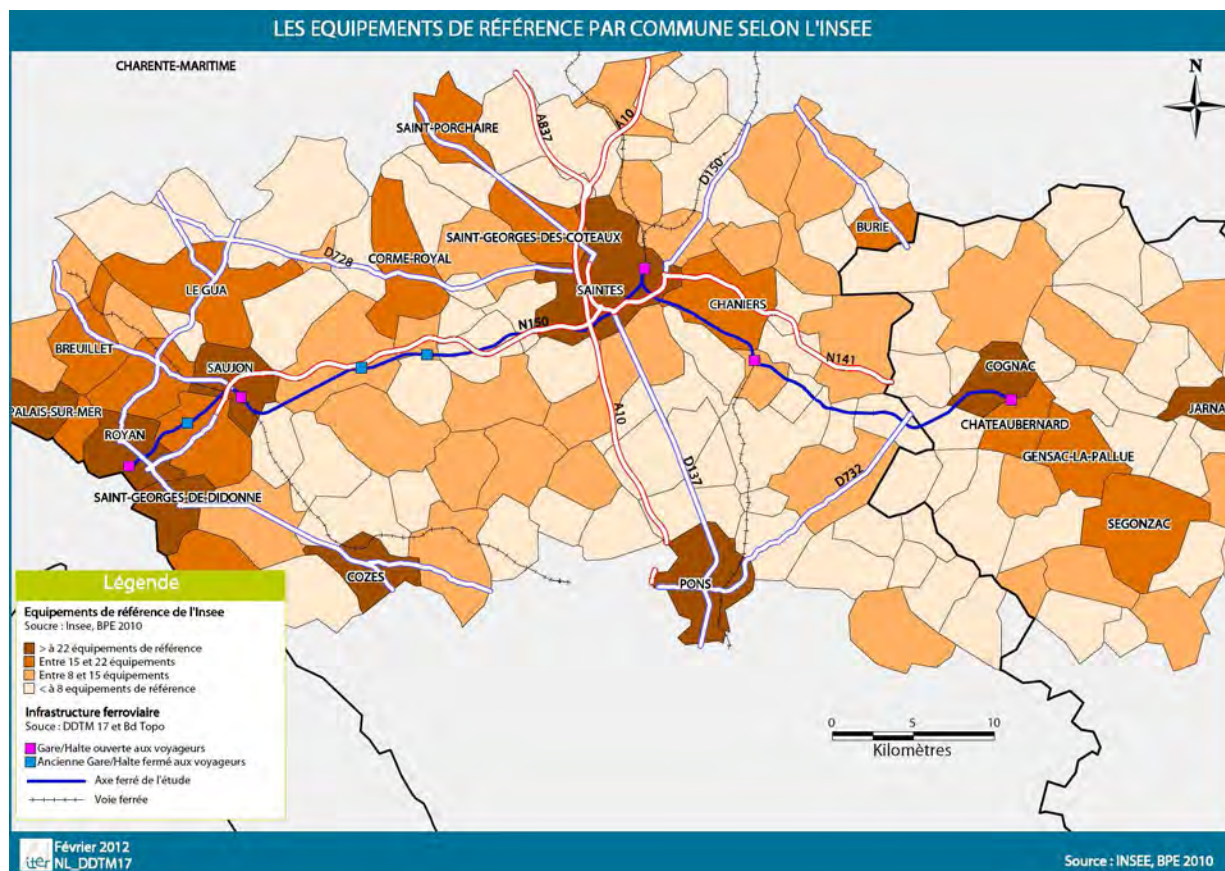 LES EQUIPEMENTS DE RÉFÉRENCE PAR COMMUNE SELON L'INSEE
CHARENTE-MARITIME
N
A837
A10
SAINT-PORCHAIRE
D150
BURIE
SAINT-GEORGES-DES-COTEAUX
D728
CORME-ROYAL
LE GUA
SAINTES
CHANIERS
N150
BREUILLET
SAUJON
N141
COGNAC
PALAIS-SUR-MER
JARNA
ROYAN
A10
CHATEAUBERNARD
GENSAC-LA-PALLUE
D137
D732
SAINT-GEORGES-DE-DIDONNE
SEGONZAC
COZES
PONS
Légende
Equipements de référence de l'Insee
Soucre : Insee, BPE 2010
> à 22 équipements de référence
Entre 15 et 22 équipements
Entre 8 et 15 équipements
< à 8 equipements de référence
Infrastructure ferroviaire
Souce : DDTM 17 et Bd Topo
Gare/Halte ouverte aux voyageurs
Ancienne Gare/Halte fermé aux voyageurs
Axe ferré de l'étude
Voie ferrée
0 5 10
Kilomètres
iter
Février 2012
NL_DDTM17
Source : INSEE, BPE 2010